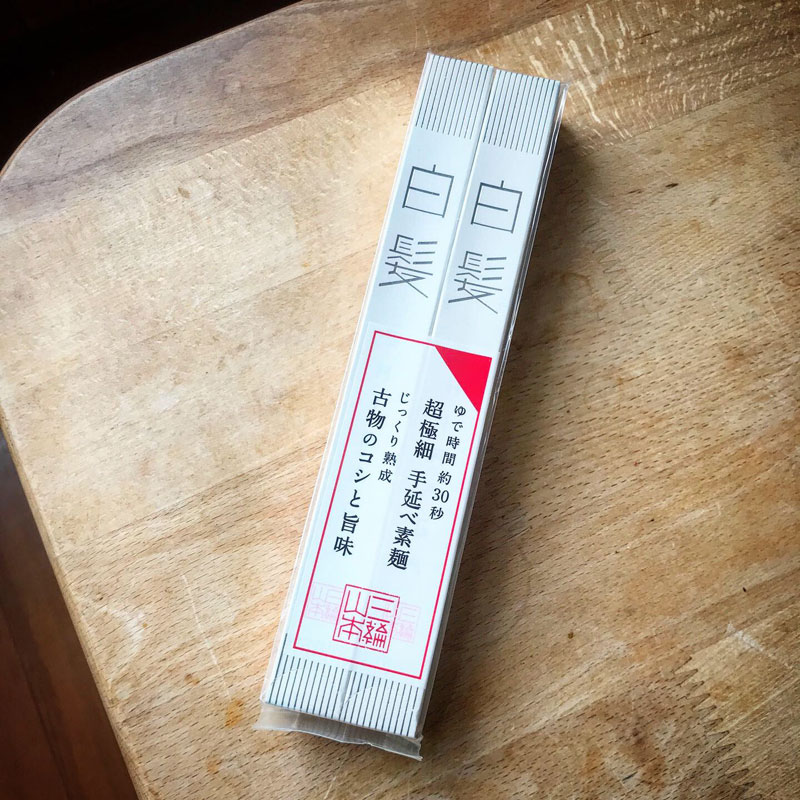 白髪
白髪
ゆで時間 約30秒
超極細 手延べ素麺
じっくり熟成
古物のコシと旨味
三輪
山本